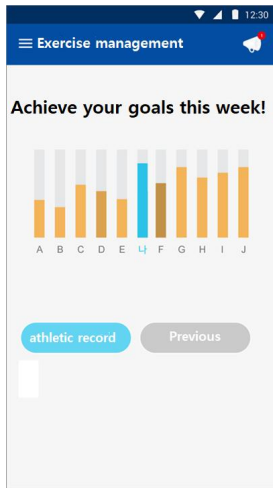 12:30
Exercise management
Achieve your goals this week!
A B C D E 나 F G H I J
athletic record
Previous